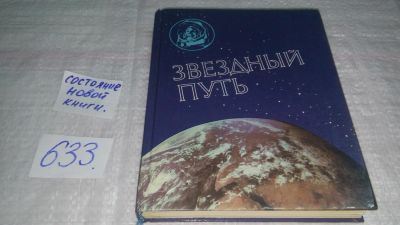 состояние
новой
книги.
633.
ЗВЕЗДНЫЙ
ПУТЬ